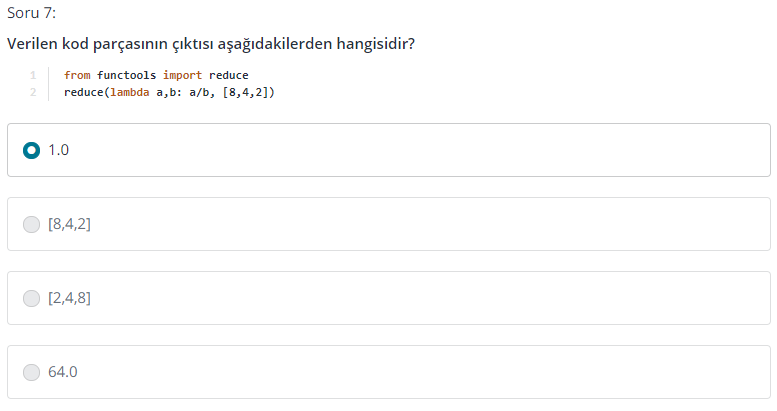 Soru 7:
Verilen kod parçasının çıktısı aşağıdakilerden hangisidir?
1 from functools import reduce
2 reduce(lambda a,b: a/b, [8,4,2])
1.0
[8,4,2]
[2,4,8]
64.0